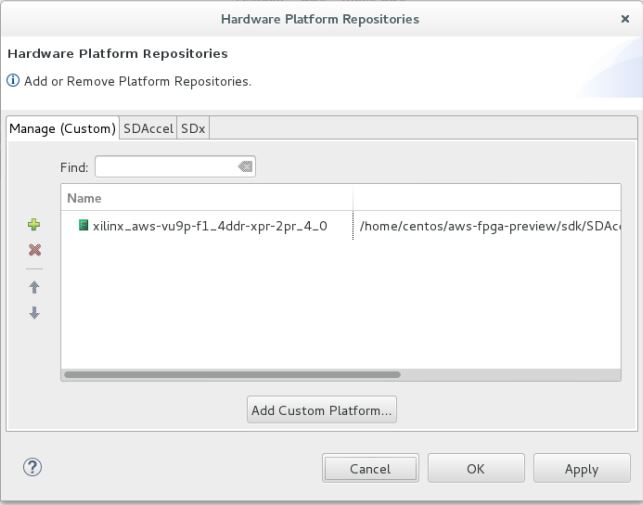 Hardware Platform Repositories
Hardware Platform Repositories
Add or Remove Platform Repositories.
Manage (Custom) SDAccel SDx
Find:
Name
xilinx_aws-vu9p-f1_4ddr-xpr-2pr_4_0 /home/centos/aws-fpga-preview/sdk/SDAcc
Add Custom Platform...
Cancel OK Apply